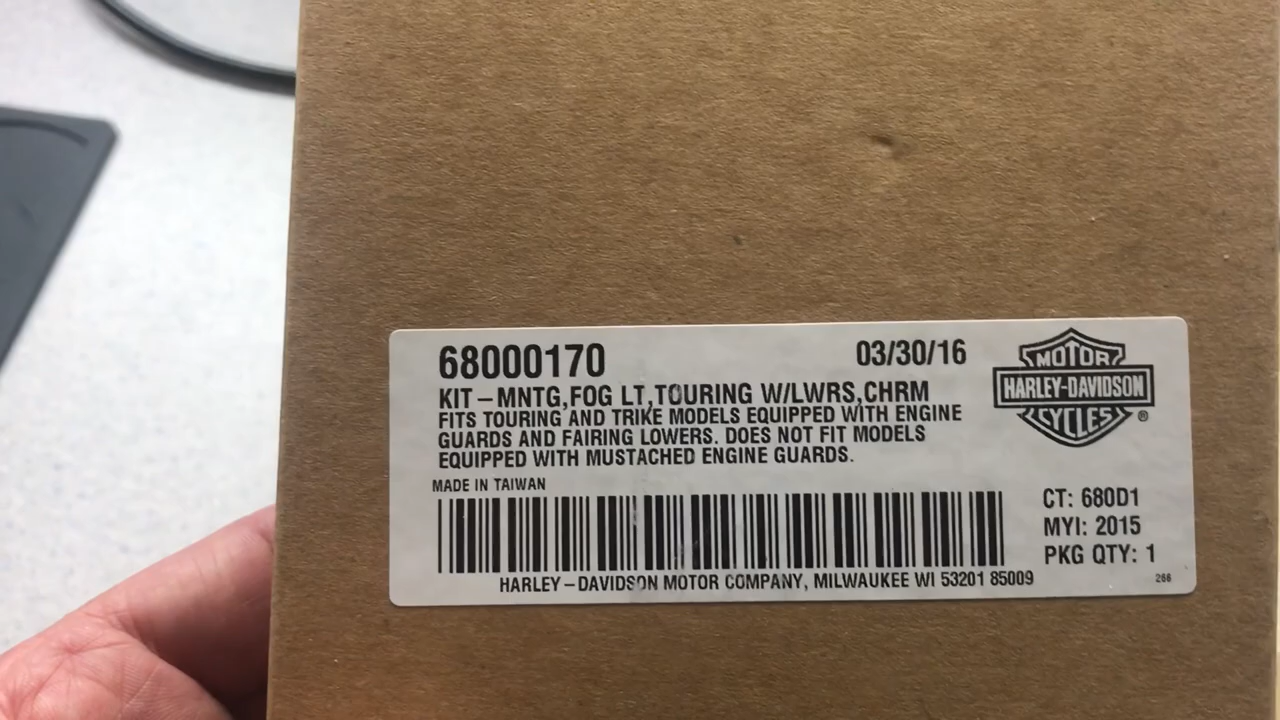 68000170
03/30/16
KIT – MNTG,FOG LT,TOURING W/LWRS,CHRM
FITS TOURING AND TRIKE MODELS EQUIPPED WITH ENGINE
GUARDS AND FAIRING LOWERS. DOES NOT FIT MODELS
EQUIPPED WITH MUSTACHED ENGINE GUARDS.
MADE IN TAIWAN
MOTOR
HARLEY-DAVIDSON
CYCLES®
CT: 680D1
MYI: 2015
PKG QTY: 1
HARLEY – DAVIDSON MOTOR COMPANY, MILWAUKEE WI 53201 85009
266